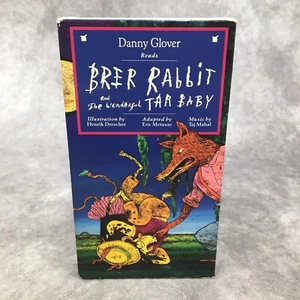 Danny Glover
Reads
BRER RABBIT
and The Wonderful TAR BABY
Illustration by Adapted by Music by
Henrik Drescher Eric Metaxas Taj Mahal